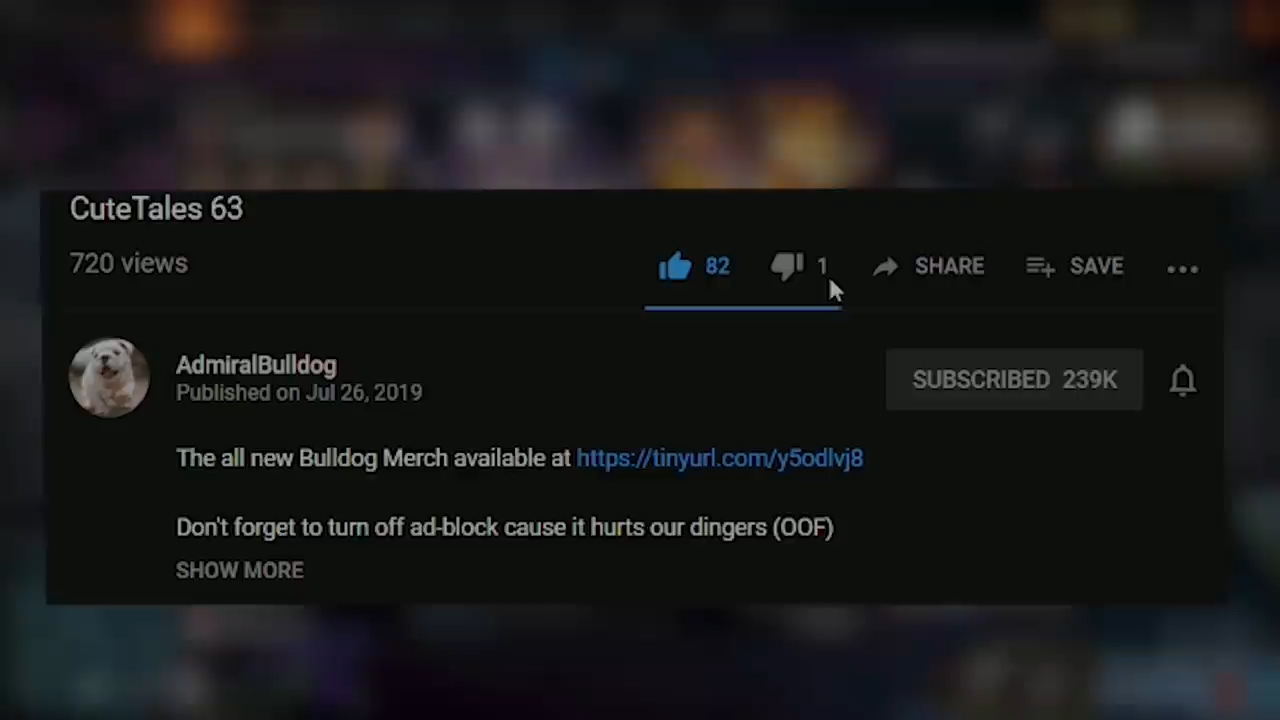 CuteTales 63
720 views
82
1
SHARE
SAVE
AdmiralBulldog
Published on Jul 26, 2019
SUBSCRIBED 239K
The all new Bulldog Merch available at https://tinyurl.com/y5odlvj8
Don't forget to turn off ad-block cause it hurts our dingers (OOF)
SHOW MORE